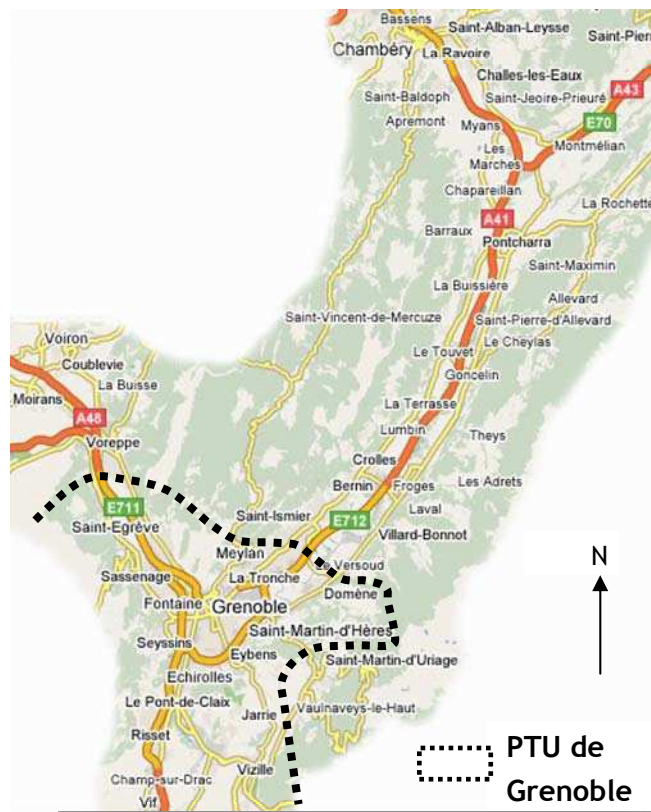 Bassens
Saint-Alban-Leysse
Saint-Pier
Chambéry
La Ravoire
Challes-les-Eaux
A43
Saint-Baldoph
Saint-Jeoire-Prieuré
Apremont
Myans
E70
Les
Marches
Montmélian
Chapareillan
La Rochette
A41
Barraux
Pontcharra
Saint-Maximin
La Buissière
Allevard
Saint-Vincent-de-Mercuze
Saint-Pierre-d'Allevard
Voiron
Le Cheylas
Coublevie
Le Touvet
La Buisse
Goncelin
Moirans
La Terrasse
A48
Voreppe
Lumbin
Theys
Crolles
Bernin
Froges
Les Adrets
E711
Laval
Saint-Egrève
Saint-Ismier
E712
Villard-Bonnot
Meylan
N
Sassenage
La Tronche
Le Versoud
Domène
Fontaine
Grenoble
Saint-Martin-d'Hères
Seyssins
Eybens
Saint-Martin-d'Uriage
Echirolles
Le Pont-de-Claix
Jarrie
Vaulnaveys-le-Haut
Risset
PTU de
Grenoble
Vizille
Champ-sur-Drac
Vif